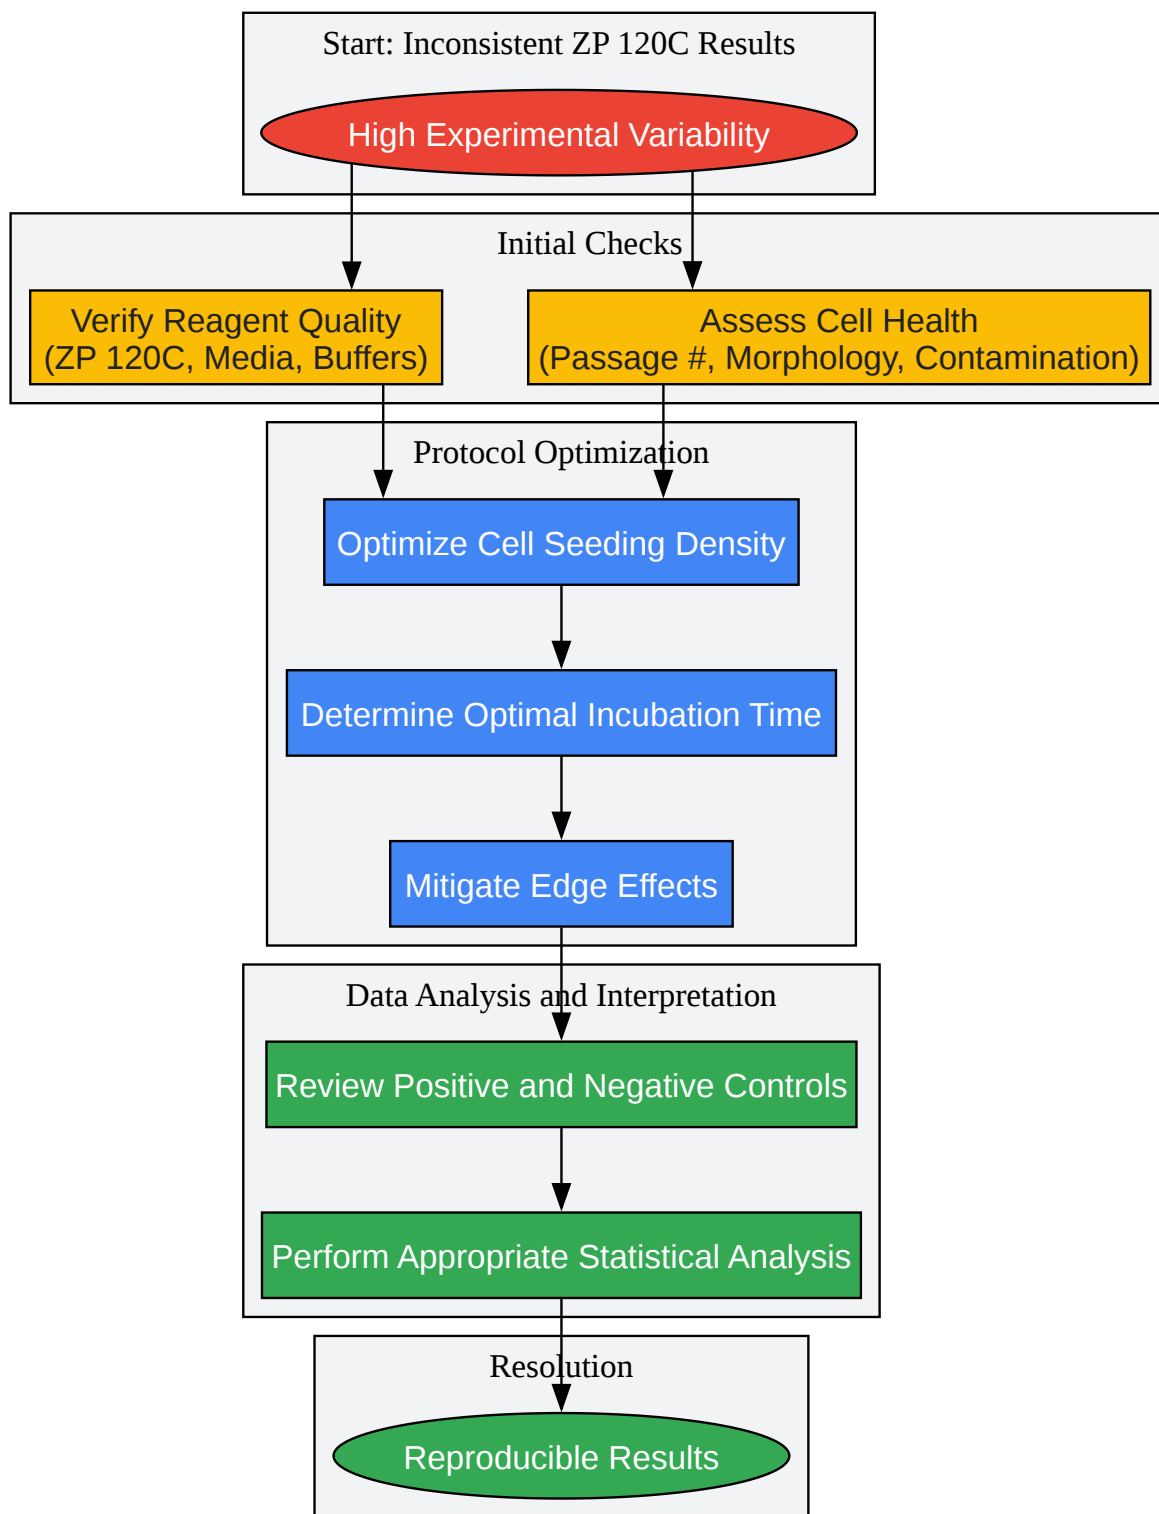 Start: Inconsistent ZP 120C Results
High Experimental Variability
Initial Checks
Verify Reagent Quality
(ZP 120C, Media, Buffers)
Assess Cell Health
(Passage #, Morphology, Contamination)
Protocol Optimization
Optimize Cell Seeding Density
Determine Optimal Incubation Time
Mitigate Edge Effects
Data Analysis and Interpretation
Review Positive and Negative Controls
Perform Appropriate Statistical Analysis
Resolution
Reproducible Results